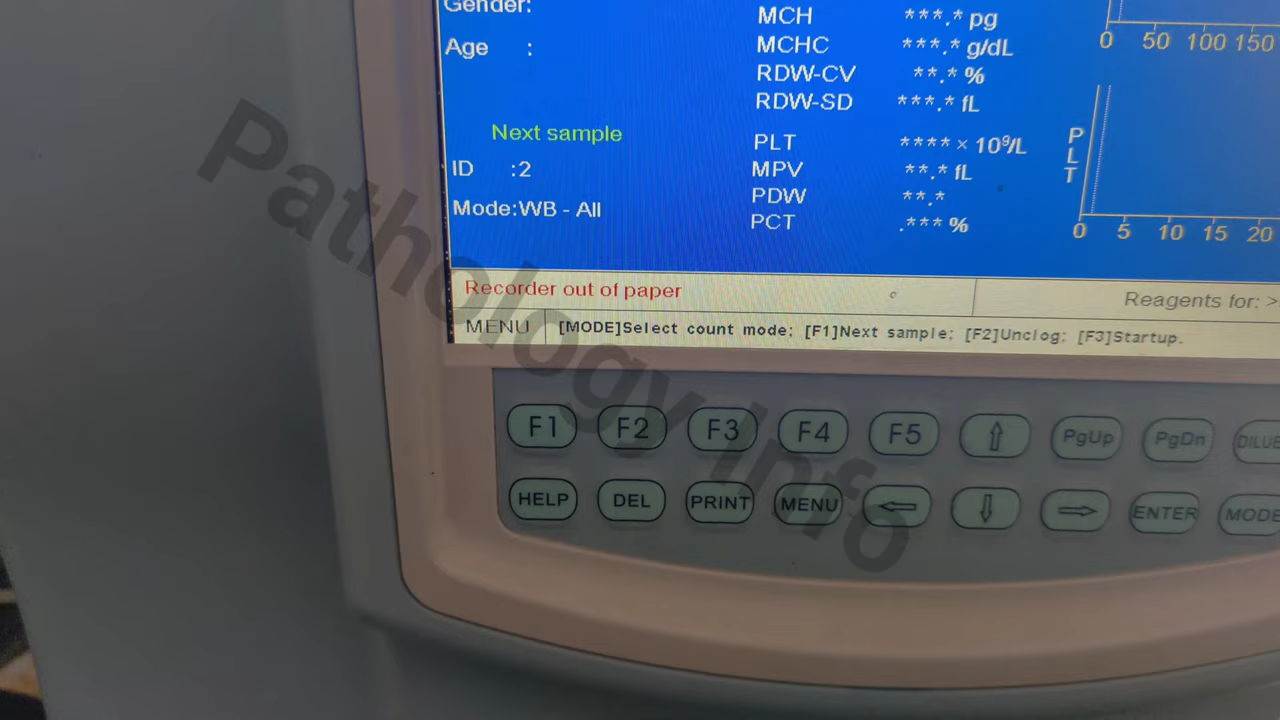 Gender:
Age :
Next sample
ID :2
Mode:WB - All
MCH ***.* pg
MCHC ***.* g/dL
RDW-CV **.* %
RDW-SD ***.* fL
PLT **** × 10⁹/L
MPV **.* fL
PDW **.*
PCT .*** %
0 50 100 150
PLT
0 5 10 15 20
Recorder out of paper
Reagents for: >
MENU [MODE]Select count mode; [F1]Next sample; [F2]Unclog; [F3]Startup.
F1 F2 F3 F4 F5 PgUp PgDn DILUE
HELP DEL PRINT MENU ENTER MODE
Pathology Info